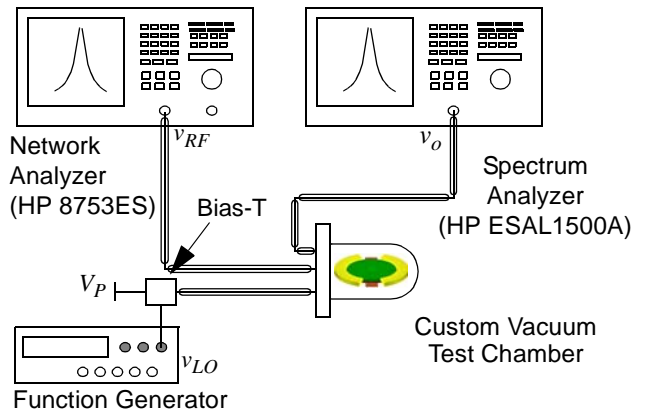 v_RF
v_o
Network
Analyzer
(HP 8753ES)
Spectrum
Analyzer
(HP ESAL1500A)
Bias-T
V_P
v_LO
Custom Vacuum
Test Chamber
Function Generator